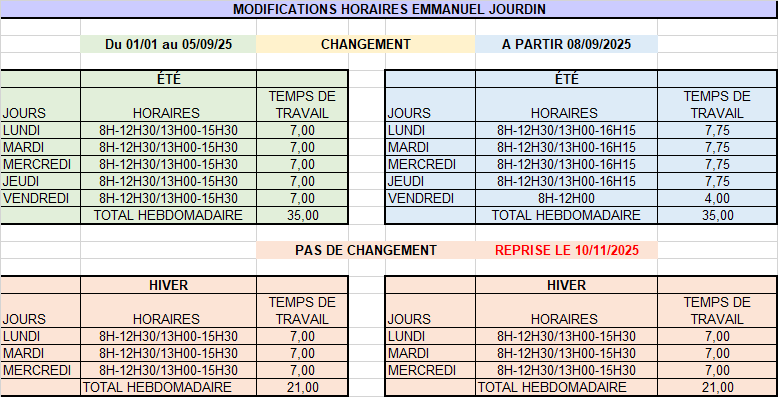 MODIFICATIONS HORAIRES EMMANUEL JOURDIN
Du 01/01 au 05/09/25 CHANGEMENT A PARTIR 08/09/2025
ÉTÉ
JOURS HORAIRES TEMPS DE TRAVAIL
LUNDI 8H-12H30/13H00-15H30 7,00
MARDI 8H-12H30/13H00-15H30 7,00
MERCREDI 8H-12H30/13H00-15H30 7,00
JEUDI 8H-12H30/13H00-15H30 7,00
VENDREDI 8H-12H30/13H00-15H30 7,00
TOTAL HEBDOMADAIRE 35,00
ÉTÉ
JOURS HORAIRES TEMPS DE TRAVAIL
LUNDI 8H-12H30/13H00-16H15 7,75
MARDI 8H-12H30/13H00-16H15 7,75
MERCREDI 8H-12H30/13H00-16H15 7,75
JEUDI 8H-12H30/13H00-16H15 7,75
VENDREDI 8H-12H00 4,00
TOTAL HEBDOMADAIRE 35,00
PAS DE CHANGEMENT REPRISE LE 10/11/2025
HIVER
JOURS HORAIRES TEMPS DE TRAVAIL
LUNDI 8H-12H30/13H00-15H30 7,00
MARDI 8H-12H30/13H00-15H30 7,00
MERCREDI 8H-12H30/13H00-15H30 7,00
TOTAL HEBDOMADAIRE 21,00
HIVER
JOURS HORAIRES TEMPS DE TRAVAIL
LUNDI 8H-12H30/13H00-15H30 7,00
MARDI 8H-12H30/13H00-15H30 7,00
MERCREDI 8H-12H30/13H00-15H30 7,00
TOTAL HEBDOMADAIRE 21,00